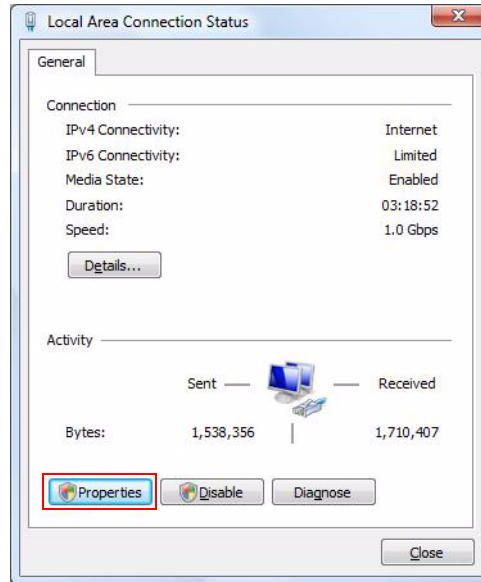 Local Area Connection Status
General
Connection
IPv4 Connectivity: Internet
IPv6 Connectivity: Limited
Media State: Enabled
Duration: 03:18:52
Speed: 1.0 Gbps
Details...
Activity
Sent Received
Bytes: 1,538,356 1,710,407
Properties Disable Diagnose
Close